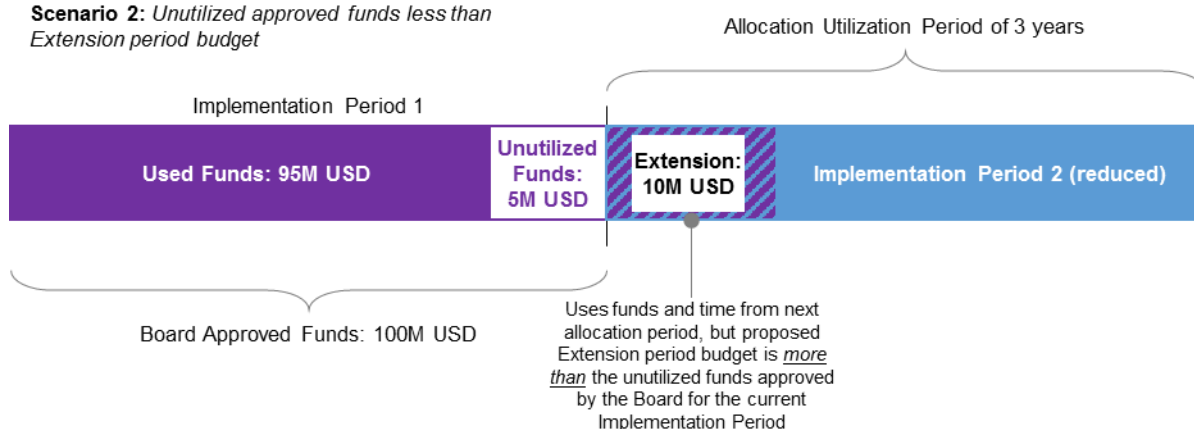 Scenario 2: Unutilized approved funds less than
Extension period budget
Allocation Utilization Period of 3 years
Implementation Period 1
Used Funds: 95M USD
Unutilized
Funds:
5M USD
Extension:
10M USD
Implementation Period 2 (reduced)
Board Approved Funds: 100M USD
Uses funds and time from next
allocation period, but proposed
Extension period budget is more
than the unutilized funds approved
by the Board for the current
Implementation Period